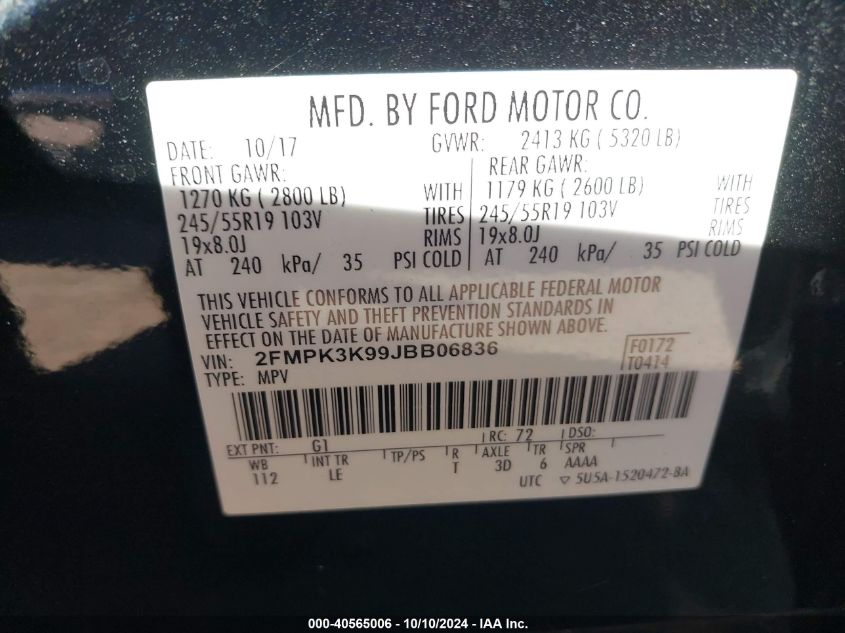 MFD. BY FORD MOTOR CO.
DATE: 10/17 GVWR: 2413 KG ( 5320 LB)
FRONT GAWR: REAR GAWR:
1270 KG ( 2800 LB) WITH 1179 KG ( 2600 LB) WITH
245/55R19 103V TIRES 245/55R19 103V TIRES
19x8.0J RIMS 19x8.0J RIMS
AT 240 kPa/ 35 PSI COLD AT 240 kPa/ 35 PSI COLD
THIS VEHICLE CONFORMS TO ALL APPLICABLE FEDERAL MOTOR
VEHICLE SAFETY AND THEFT PREVENTION STANDARDS IN
EFFECT ON THE DATE OF MANUFACTURE SHOWN ABOVE.
VIN: 2FMPK3K99JBB06836 F0172
TYPE: MPV T0414
EXT PNT: G1 RC: 72 DSO:
WB INT TR TP/PS R AXLE TR SPR
112 LE T 3D 6 AAAA
UTC ▽ 5U5A-1520472-BA
000-40565006 - 10/10/2024 - IAA Inc.